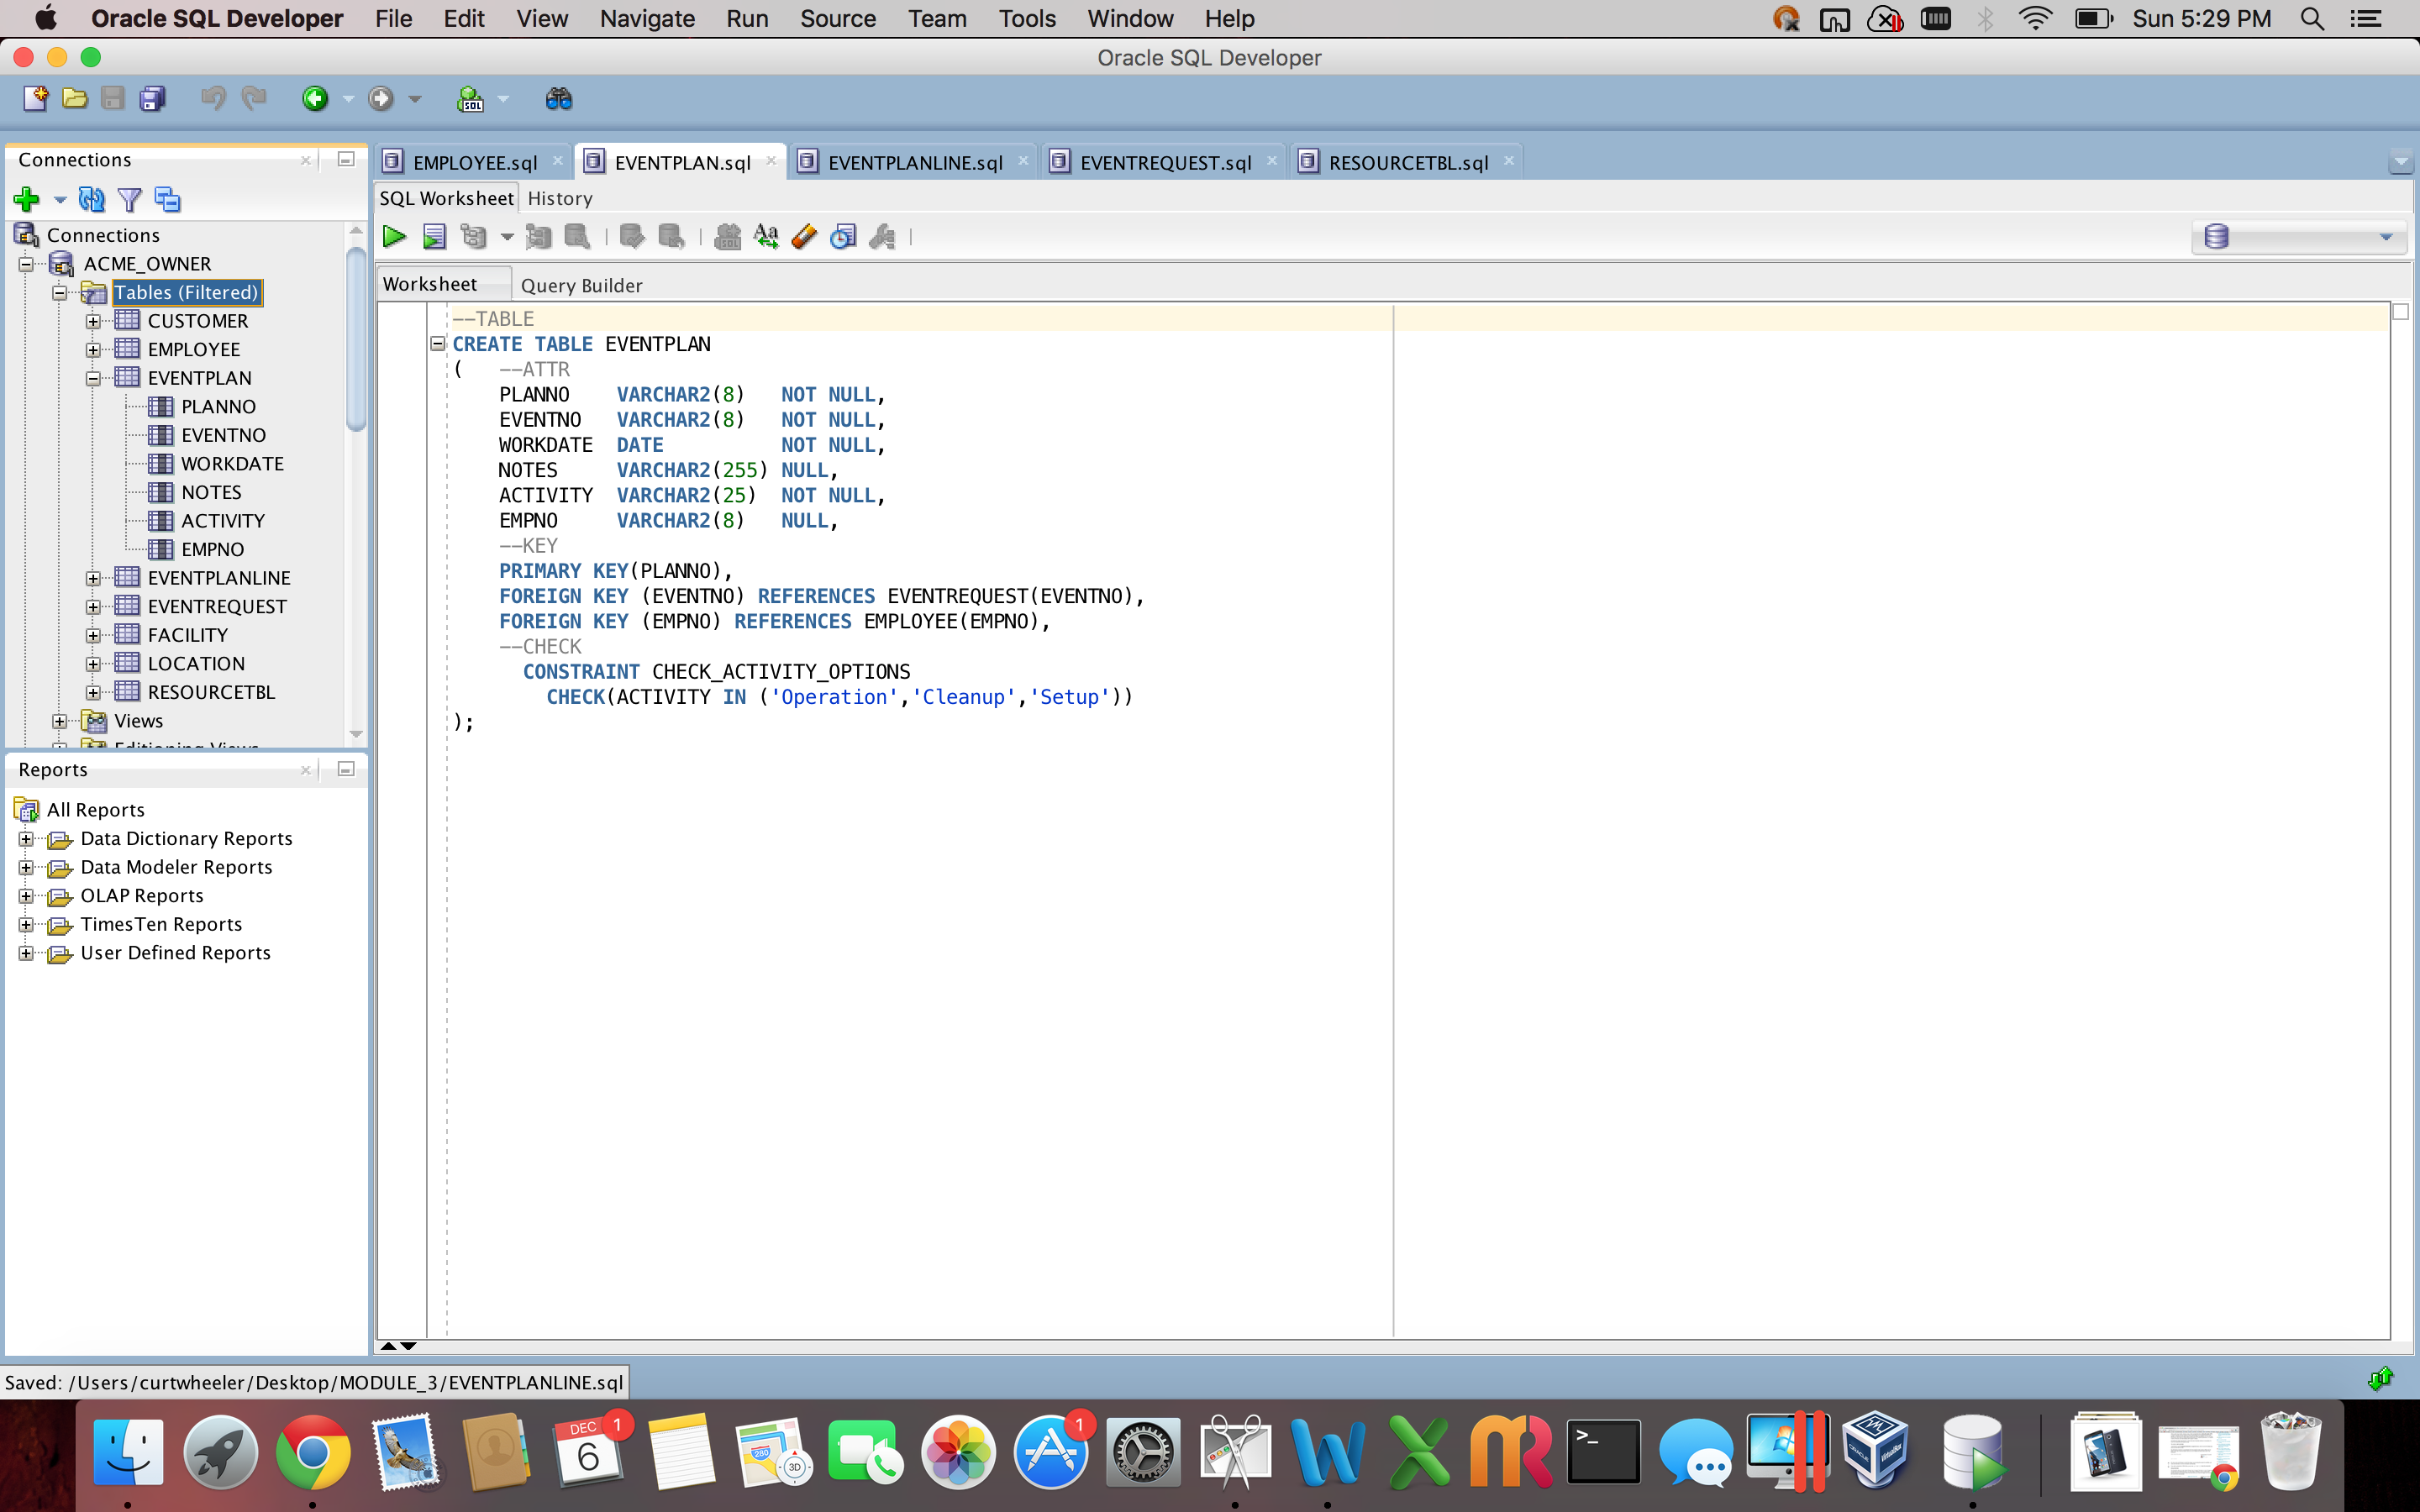 Oracle SQL Developer File Edit View Navigate Run Source Team Tools Window Help Sun 5:29 PM
Oracle SQL Developer
Connections
EMPLOYEE.sql EVENTPLAN.sql EVENTPLANLINE.sql EVENTREQUEST.sql RESOURCETBL.sql
SQL Worksheet History
Worksheet Query Builder
Connections
ACME_OWNER
Tables (Filtered)
CUSTOMER
EMPLOYEE
EVENTPLAN
PLANNO
EVENTNO
WORKDATE
NOTES
ACTIVITY
EMPNO
EVENTPLANLINE
EVENTREQUEST
FACILITY
LOCATION
RESOURCETBL
Views
Editioning Views
--TABLE
CREATE TABLE EVENTPLAN
( --ATTR
PLANNO VARCHAR2(8) NOT NULL,
EVENTNO VARCHAR2(8) NOT NULL,
WORKDATE DATE NOT NULL,
NOTES VARCHAR2(255) NULL,
ACTIVITY VARCHAR2(25) NOT NULL,
EMPNO VARCHAR2(8) NULL,
--KEY
PRIMARY KEY(PLANNO),
FOREIGN KEY (EVENTNO) REFERENCES EVENTREQUEST(EVENTNO),
FOREIGN KEY (EMPNO) REFERENCES EMPLOYEE(EMPNO),
--CHECK
CONSTRAINT CHECK_ACTIVITY_OPTIONS
CHECK(ACTIVITY IN ('Operation','Cleanup','Setup'))
);
Reports
All Reports
Data Dictionary Reports
Data Modeler Reports
OLAP Reports
TimesTen Reports
User Defined Reports
Saved: /Users/curtwheeler/Desktop/MODULE_3/EVENTPLANLINE.sql
DEC
6
1
280
3D
1
>_